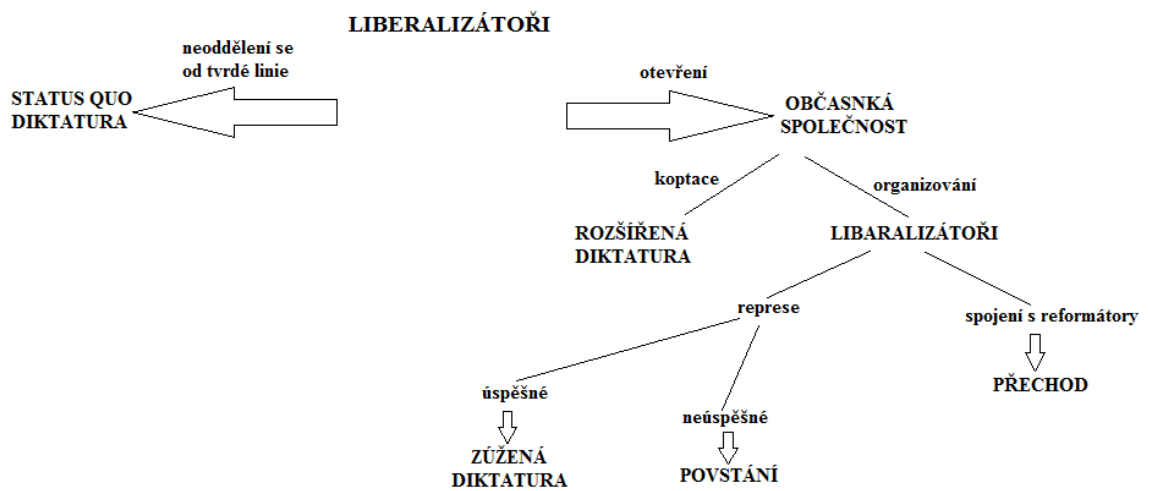 LIBERALIZÁTOŘI
neoddělení se
od tvrdé linie
STATUS QUO
DIKTATURA
otevření
OBČASNKÁ
SPOLEČNOST
koptace
organizování
ROZŠÍŘENÁ
DIKTATURA
LIBARALIZÁTOŘI
represe
spojení s reformátory
PŘECHOD
úspěšné
neúspěšné
ZÚŽENÁ
DIKTATURA
POVSTÁNÍ